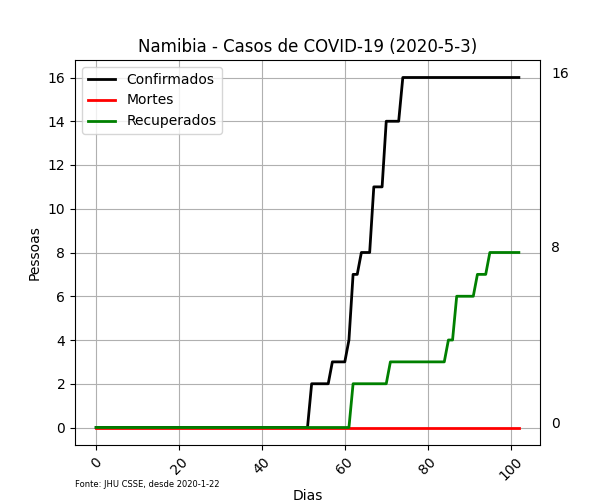 Namibia - Casos de COVID-19 (2020-5-3)
Confirmados
Mortes
Recuperados
Pessoas
16
14
12
10
8
6
4
2
0
16
8
0
0
20
40
60
80
100
Fonte: JHU CSSE, desde 2020-1-22
Dias